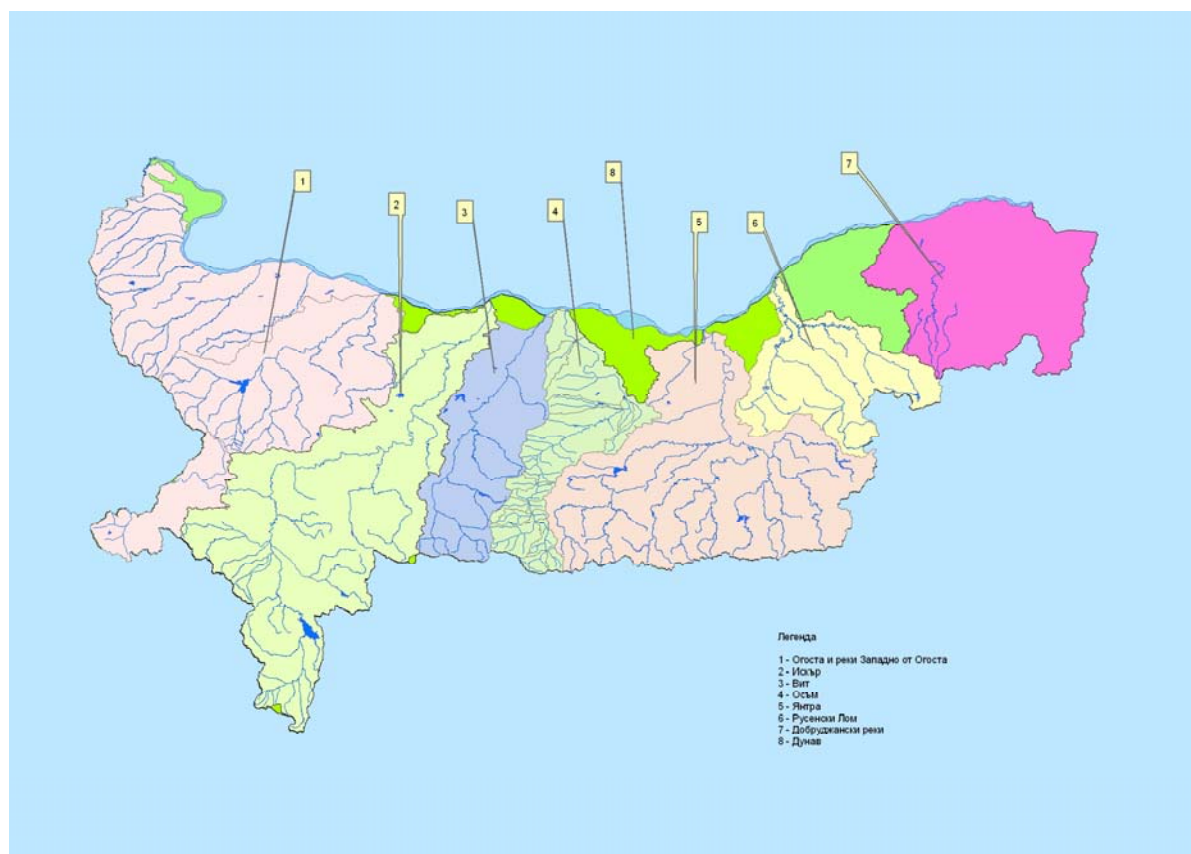 7
8
1
2
3
4
5
6
Легенда
1 - Огоста и реки Западно от Огоста
2 - Искър
3 - Вит
4 - Осъм
5 - Янтра
6 - Русенски Лом
7 - Добруджански реки
8 - Дунав